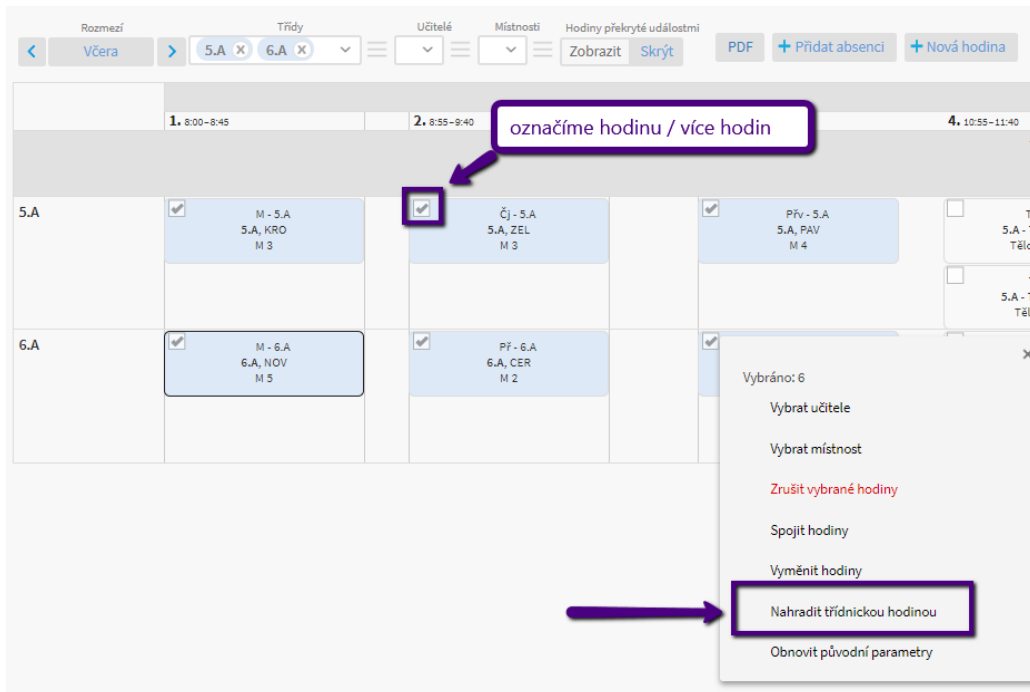 Rozmezí
Třídy
Učitelé
Místnosti
Hodiny překryté událostmi
Včera
5.A
6.A
Zobrazit
Skrýt
PDF
+ Přidat absenci
+ Nová hodina
1. 8:00-8:45
2. 8:55-9:40
4. 10:55-11:40
označíme hodinu / více hodin
5.A
M - 5.A
5.A, KRO
M 3
Čj - 5.A
5.A, ZEL
M 3
Přv - 5.A
5.A, PAV
M 4
5.A -
5.A -
6.A
M - 6.A
6.A, NOV
M 5
Př - 6.A
6.A, CER
M 2
Vybráno: 6
Vybrat učitele
Vybrat místnost
Zrušit vybrané hodiny
Spojit hodiny
Vyměnit hodiny
Nahradit třídnickou hodinou
Obnovit původní parametry